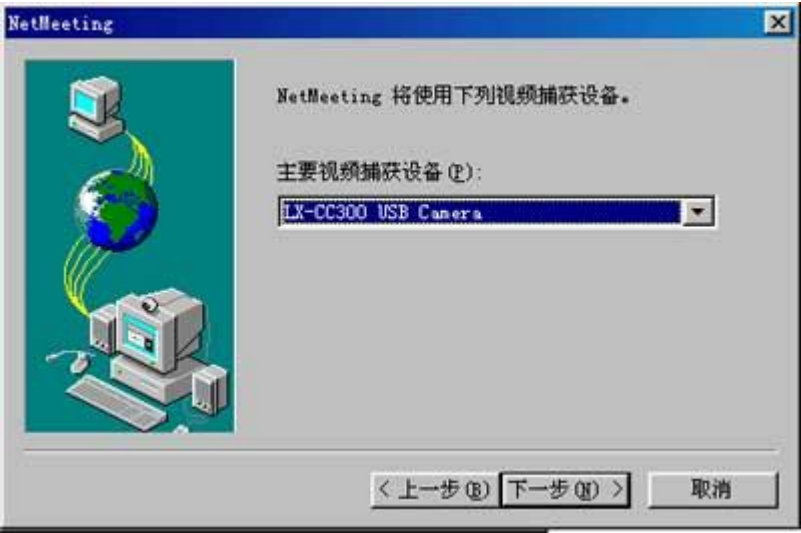 NetMeeting
NetMeeting 将使用下列视频捕获设备。
主要视频捕获设备(P):
LX-CC300 USB Camera
< 上一步(B) 下一步(N) > 取消